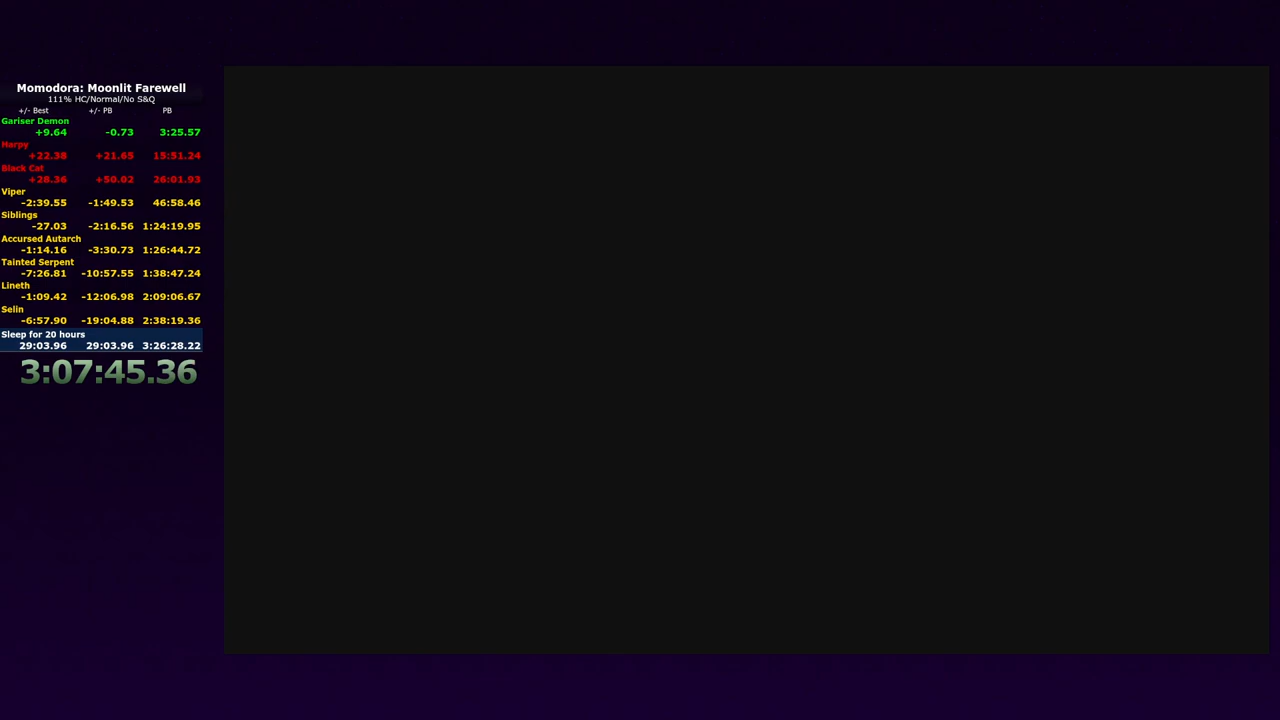 Momodora: Moonlit Farewell
111% HC/Normal/No S&Q
+/- Best +/- PB PB
Gariser Demon
+9.64 -0.73 3:25.57
Harpy
+22.38 +21.65 15:51.24
Black Cat
+28.36 +50.02 26:01.93
Viper
-2:39.55 -1:49.53 46:58.46
Siblings
-27.03 -2:16.56 1:24:19.95
Accursed Autarch
-1:14.16 -3:30.73 1:26:44.72
Tainted Serpent
-7:26.81 -10:57.55 1:38:47.24
Lineth
-1:09.42 -12:06.98 2:09:06.67
Selin
-6:57.90 -19:04.88 2:38:19.36
Sleep for 20 hours
29:03.96 29:03.96 3:26:28.22
3:07:45.36